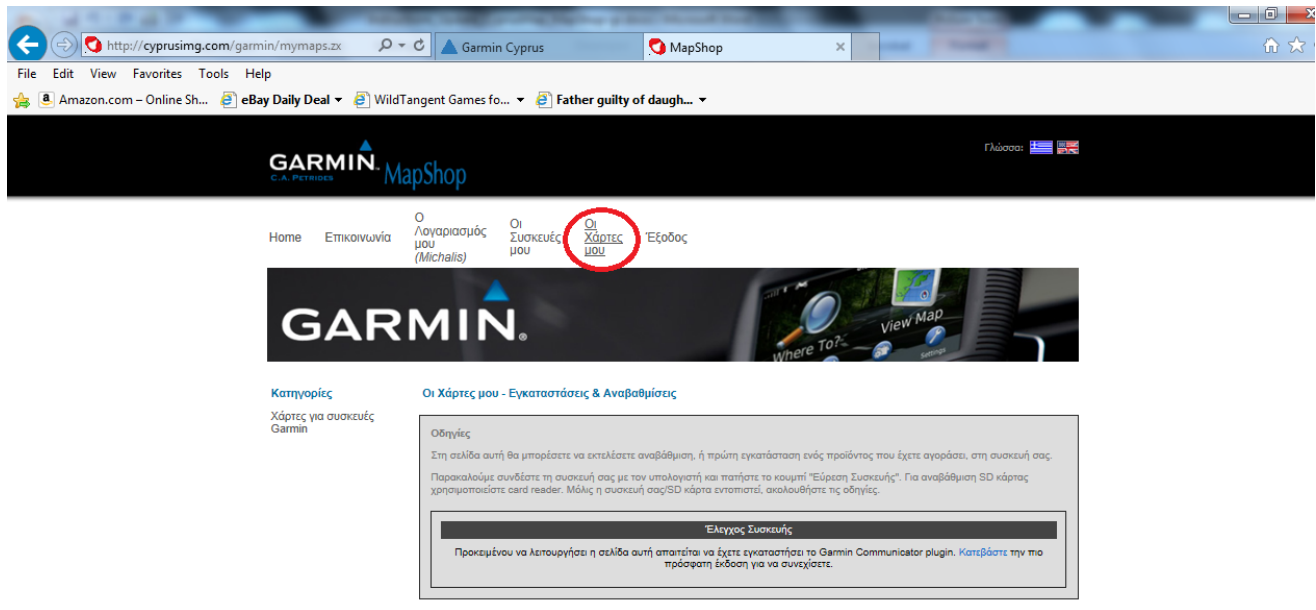 http://cyprusimg.com/garmin/mymaps.zx
Garmin Cyprus
MapShop
File Edit View Favorites Tools Help
Amazon.com – Online Sh... eBay Daily Deal WildTangent Games fo... Father guilty of daugh...
GARMIN. MapShop
C.A. PETRIDES
Γλώσσα:
Home
Επικοινωνία
Ο
Λογαριασμός
μου
(Michalis)
Οι
Συσκευές
μου
Οι
Χάρτες
μου
Έξοδος
GARMIN.
Where To?
View Map
Settings
Κατηγορίες
Χάρτες για συσκευές
Garmin
Οι Χάρτες μου - Εγκαταστάσεις & Αναβαθμίσεις
Οδηγίες
Στη σελίδα αυτή θα μπορέσετε να εκτελέσετε αναβάθμιση, ή πρώτη εγκατάσταση ενός προϊόντος που έχετε αγοράσει, στη συσκευή σας.
Παρακαλούμε συνδέστε τη συσκευή σας με τον υπολογιστή και πατήστε το κουμπί "Εύρεση Συσκευής". Για αναβάθμιση SD κάρτας
χρησιμοποιείστε card reader. Μόλις η συσκευή σας/SD κάρτα εντοπιστεί, ακολουθήστε τις οδηγίες.
Έλεγχος Συσκευής
Προκειμένου να λειτουργήσει η σελίδα αυτή απαιτείται να έχετε εγκαταστήσει το Garmin Communicator plugin. Κατεβάστε την πιο
πρόσφατη έκδοση για να συνεχίσετε.